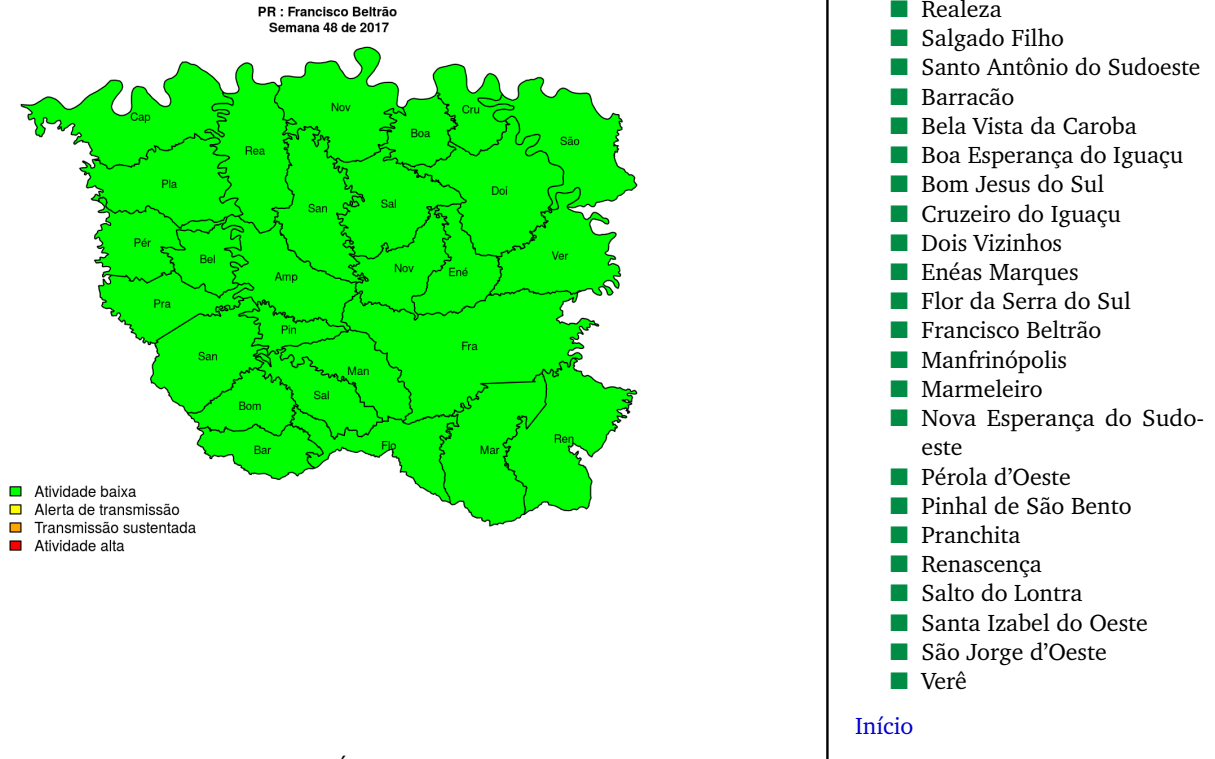 PR : Francisco Beltrão
Semana 48 de 2017
Cap
Nov
Cru
Boa
São
Rea
Pla
Doi
San
Sal
Pér
Bel
Ver
Nov
Ené
Amp
Pra
Pin
Fra
San
Man
Sal
Bom
Flo
Ren
Bar
Mar
Atividade baixa
Alerta de transmissão
Transmissão sustentada
Atividade alta
Realeza
Salgado Filho
Santo Antônio do Sudoeste
Barracão
Bela Vista da Caroba
Boa Esperança do Iguaçu
Bom Jesus do Sul
Cruzeiro do Iguaçu
Dois Vizinhos
Enéas Marques
Flor da Serra do Sul
Francisco Beltrão
Manfrinópolis
Marmeleiro
Nova Esperança do Sudo-
este
Pérola d’Oeste
Pinhal de São Bento
Pranchita
Renascença
Salto do Lontra
Santa Izabel do Oeste
São Jorge d’Oeste
Verê
Início